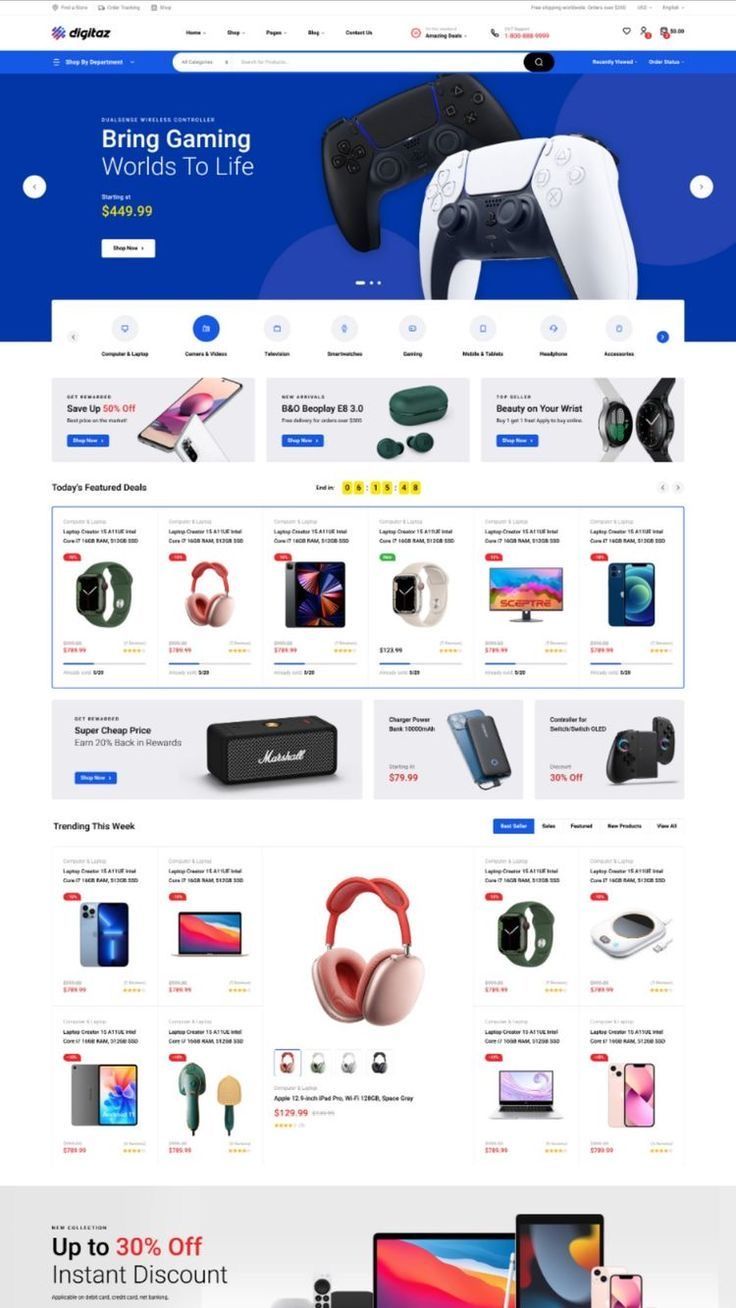 Find a Store Order Tracking Shop Free shipping worldwide. Orders over $200 USD English
digitaz Home Shop Pages Blog Contact Us Amazing Deals 24/7 Support 1-800-888-9999 $0.00
Shop By Department All Categories Search for Products... Recently Viewed Order Status
DUALSENSE WIRELESS CONTROLLER
Bring Gaming
Worlds To Life
Starting at
$449.99
Shop Now
Computer & Laptop Camera & Videos Television Smartwatches Gaming Mobile & Tablets Headphone Accessories
GET REWARDED
Save Up 50% Off
Best price on the market!
Shop Now
NEW ARRIVALS
B&O Beoplay E8 3.0
Free delivery for orders over $300
Shop Now
TOP SELLER
Beauty on Your Wrist
Buy 1 get 1 free! Apply to buy online.
Shop Now
Today's Featured Deals End in: 06:15:48
Computer & Laptop
Laptop Creator 15 A11UE Intel
Core i7 16GB RAM, 512GB SSD
-10%
$789.99
Already sold: 5/20
Computer & Laptop
Laptop Creator 15 A11UE Intel
Core i7 16GB RAM, 512GB SSD
-10%
$789.99
Already sold: 5/20
Computer & Laptop
Laptop Creator 15 A11UE Intel
Core i7 16GB RAM, 512GB SSD
-10%
$789.99
Already sold: 5/20
Computer & Laptop
Laptop Creator 15 A11UE Intel
Core i7 16GB RAM, 512GB SSD
New
$123.99
Already sold: 5/20
Computer & Laptop
Laptop Creator 15 A11UE Intel
Core i7 16GB RAM, 512GB SSD
-10%
SCEPTRE
$789.99
Already sold: 5/20
Computer & Laptop
Laptop Creator 15 A11UE Intel
Core i7 16GB RAM, 512GB SSD
-10%
$789.99
Already sold: 5/20
GET REWARDED
Super Cheap Price
Earn 20% Back in Rewards
Shop Now
Marshall
Charger Power
Bank 10000mAh
Starting At
$79.99
Controller for
Switch/Switch OLED
Discount
30% Off
Trending This Week Best Seller Sales Featured New Products View All
Computer & Laptop
Laptop Creator 15 A11UE Intel
Core i7 16GB RAM, 512GB SSD
-10%
$789.99
Computer & Laptop
Laptop Creator 15 A11UE Intel
Core i7 16GB RAM, 512GB SSD
-10%
$789.99
Computer & Laptop
Laptop Creator 15 A11UE Intel
Core i7 16GB RAM, 512GB SSD
-10%
$789.99
Computer & Laptop
Laptop Creator 15 A11UE Intel
Core i7 16GB RAM, 512GB SSD
-10%
$789.99
Computer & Laptop
Laptop Creator 15 A11UE Intel
Core i7 16GB RAM, 512GB SSD
-10%
Android 11
$789.99
Computer & Laptop
Laptop Creator 15 A11UE Intel
Core i7 16GB RAM, 512GB SSD
-10%
$789.99
Computer & Laptop
Apple 12.9-inch iPad Pro, Wi-Fi 128GB, Space Gray
$129.99
Computer & Laptop
Laptop Creator 15 A11UE Intel
Core i7 16GB RAM, 512GB SSD
-10%
$789.99
Computer & Laptop
Laptop Creator 15 A11UE Intel
Core i7 16GB RAM, 512GB SSD
-10%
$789.99
NEW COLLECTION
Up to 30% Off
Instant Discount
Applicable on debit card, credit card, net banking.